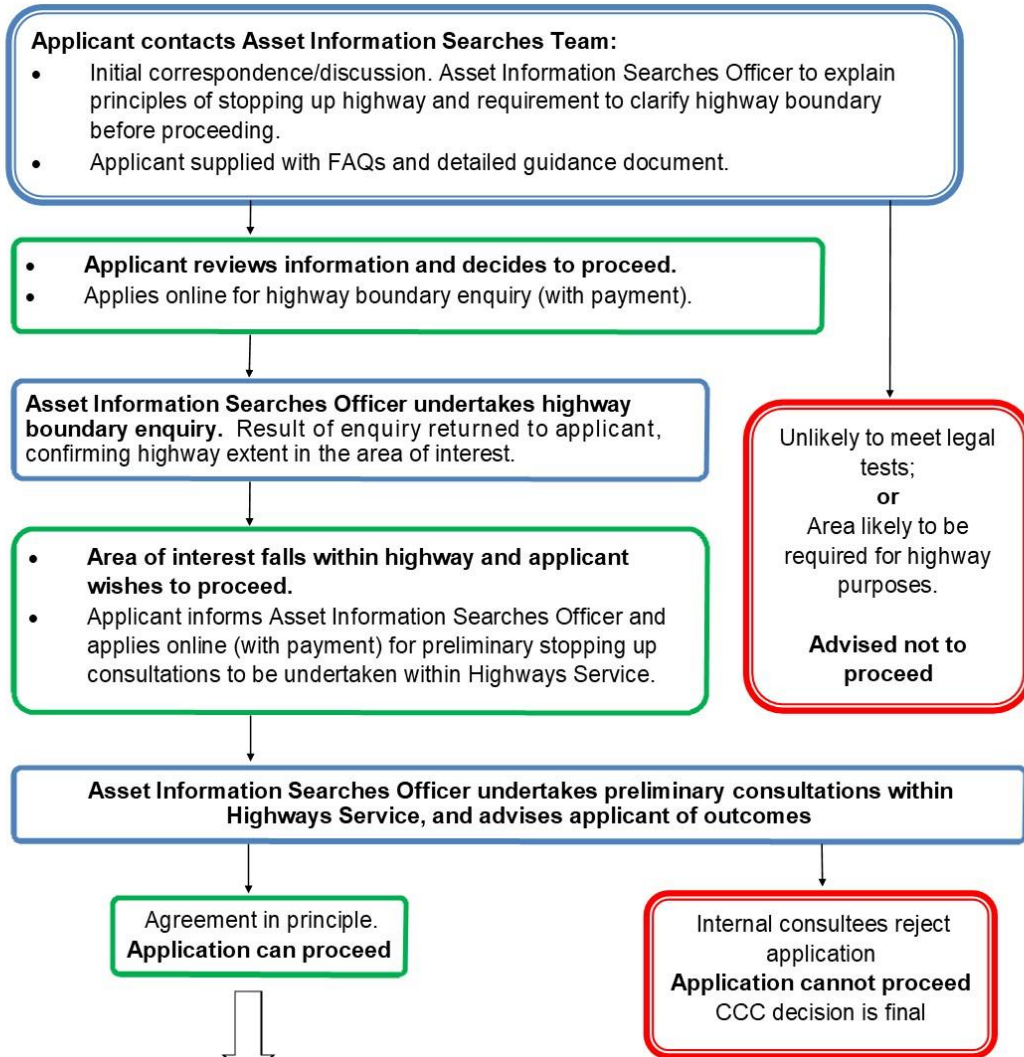 Applicant contacts Asset Information Searches Team:
• Initial correspondence/discussion. Asset Information Searches Officer to explain
principles of stopping up highway and requirement to clarify highway boundary
before proceeding.
• Applicant supplied with FAQs and detailed guidance document.
• Applicant reviews information and decides to proceed.
• Applies online for highway boundary enquiry (with payment).
Asset Information Searches Officer undertakes highway
boundary enquiry. Result of enquiry returned to applicant,
confirming highway extent in the area of interest.
Unlikely to meet legal
tests;
or
Area likely to be
required for highway
purposes.
Advised not to
proceed
• Area of interest falls within highway and applicant
wishes to proceed.
• Applicant informs Asset Information Searches Officer and
applies online (with payment) for preliminary stopping up
consultations to be undertaken within Highways Service.
Asset Information Searches Officer undertakes preliminary consultations within
Highways Service, and advises applicant of outcomes
Agreement in principle.
Application can proceed
Internal consultees reject
application
Application cannot proceed
CCC decision is final